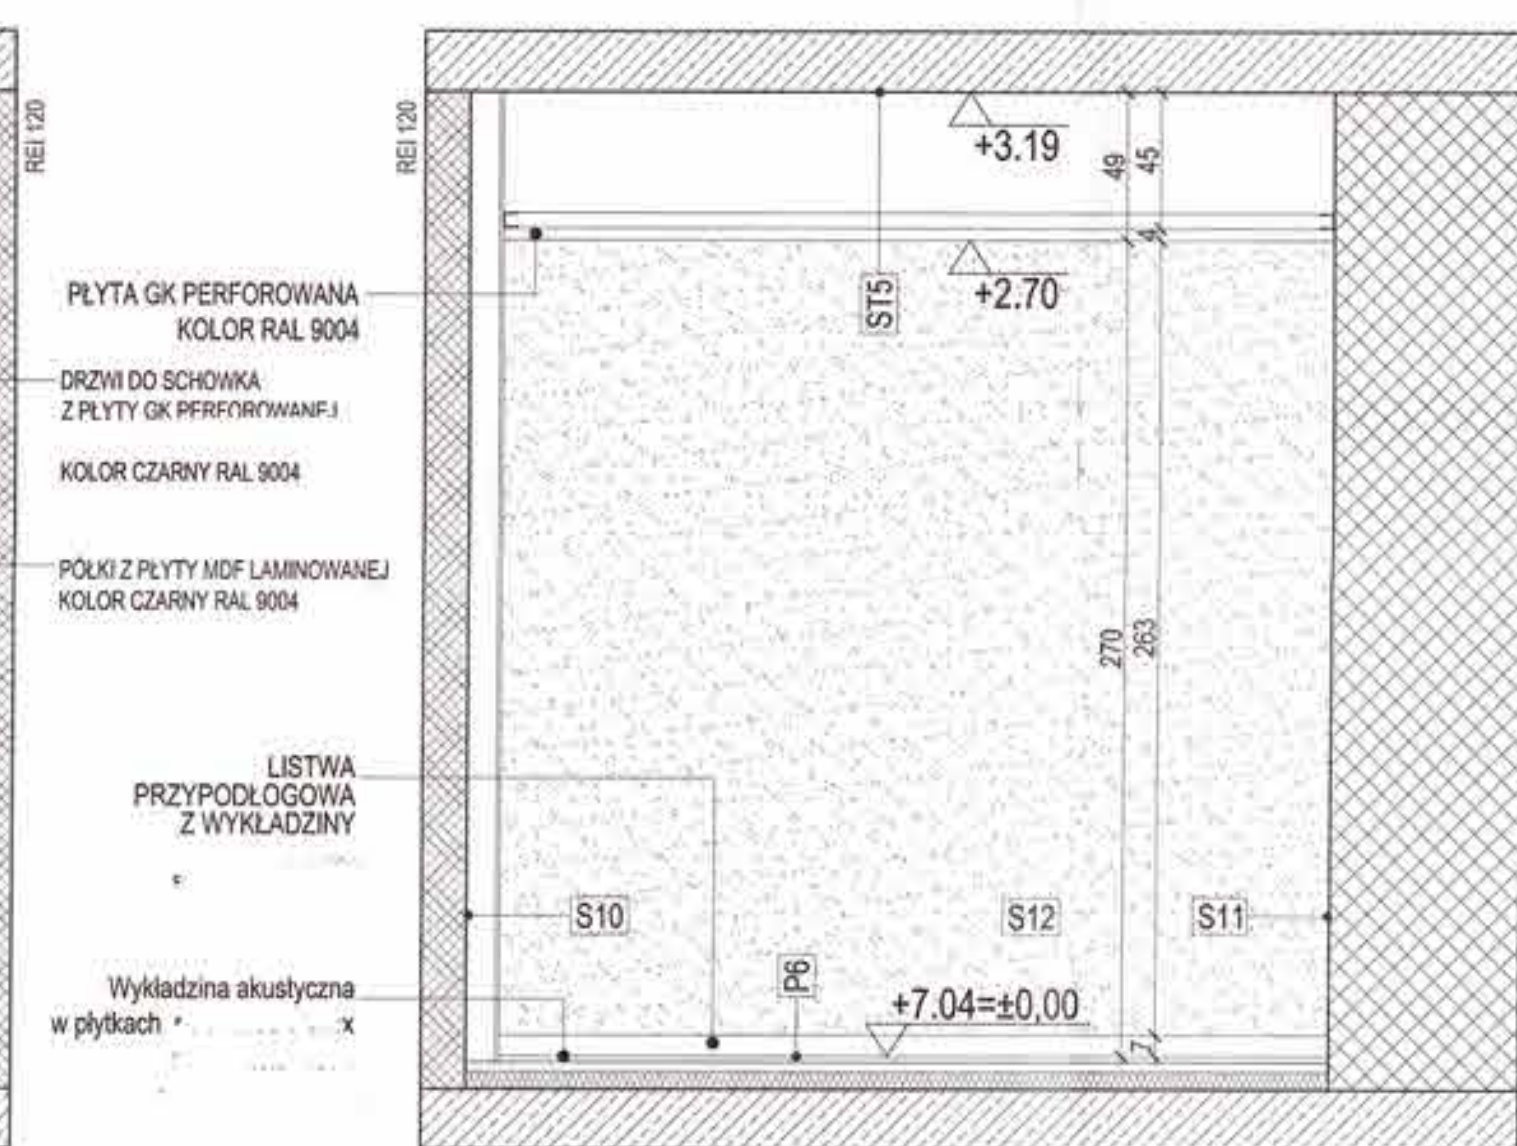 REI 120
REI 120
+3.19
49
45
4
PŁYTA GK PERFOROWANA
KOLOR RAL 9004
ST5
+2.70
DRZWI DO SCHOWKA
Z PŁYTY GK PERFOROWANEJ
KOLOR CZARNY RAL 9004
PÓŁKI Z PŁYTY MDF LAMINOWANEJ
KOLOR CZARNY RAL 9004
270
263
LISTWA
PRZYPODŁOGOWA
Z WYKŁADZINY
S10
S12
S11
P6
Wykładzina akustyczna
w płytkach
+7.04=±0,00
7